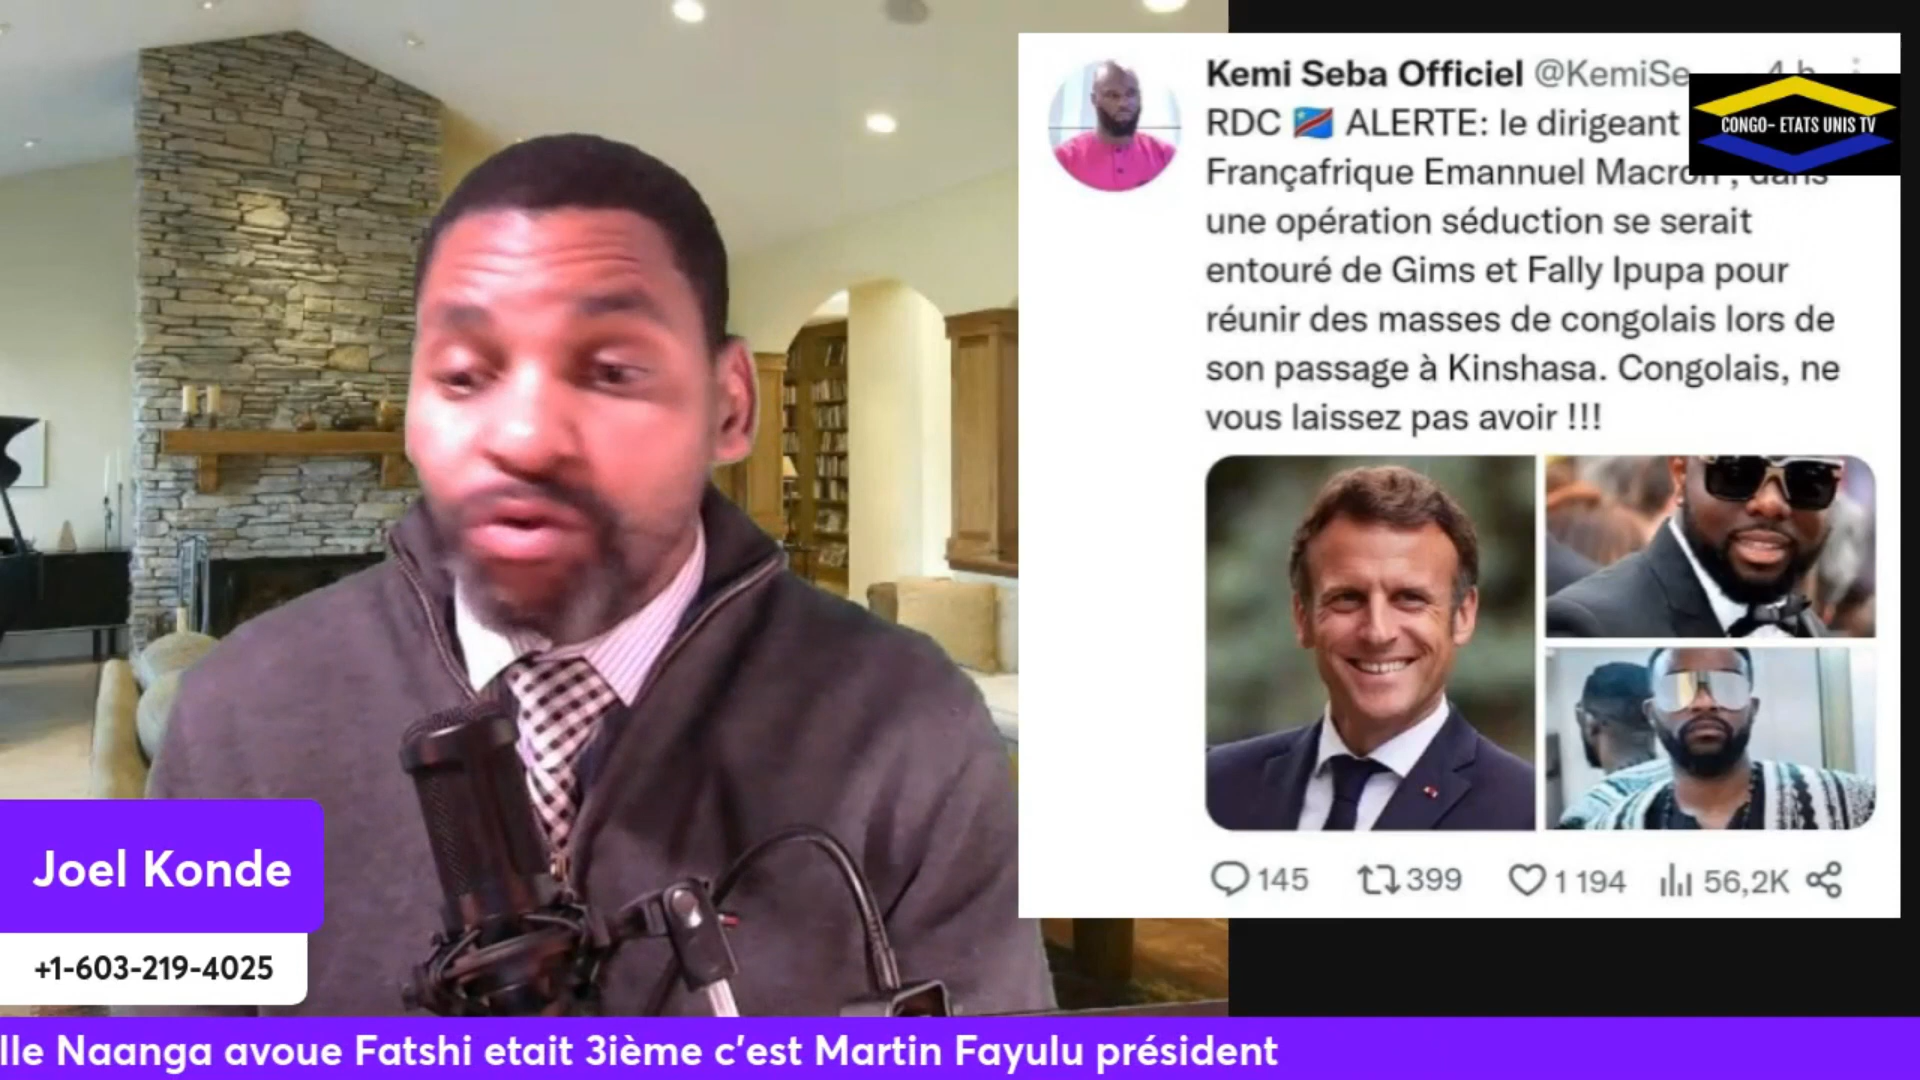 Kemi Seba Officiel @KemiSe
RDC ALERTE: le dirigeant
CONGO- ETATS UNIS TV
Françafrique Emannuel Macron , dans
une opération séduction se serait
entouré de Gims et Fally Ipupa pour
réunir des masses de congolais lors de
son passage à Kinshasa. Congolais, ne
vous laissez pas avoir !!!
145 399 1 194 56,2K
Joel Konde
+1-603-219-4025
lle Naanga avoue Fatshi etait 3ième c'est Martin Fayulu président